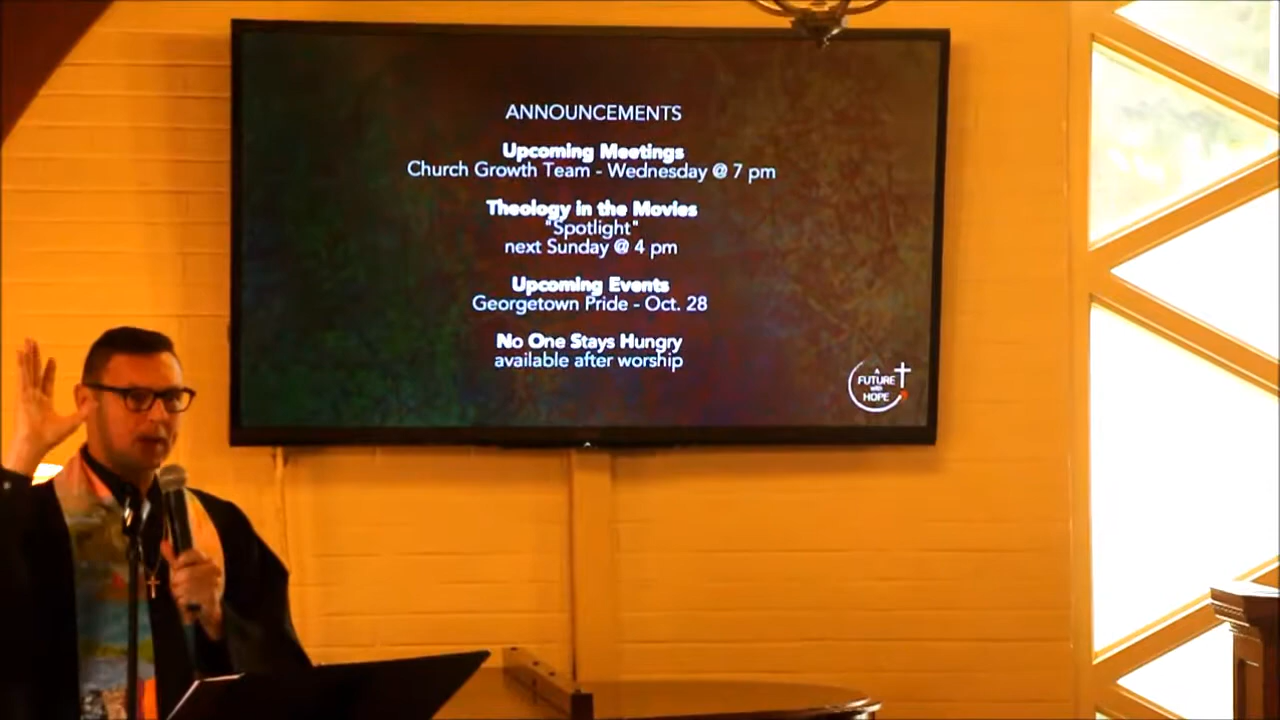 ANNOUNCEMENTS
Upcoming Meetings
Church Growth Team - Wednesday @ 7 pm
Theology in the Movies
"Spotlight"
next Sunday @ 4 pm
Upcoming Events
Georgetown Pride - Oct. 28
No One Stays Hungry
available after worship
A
FUTURE
with
HOPE